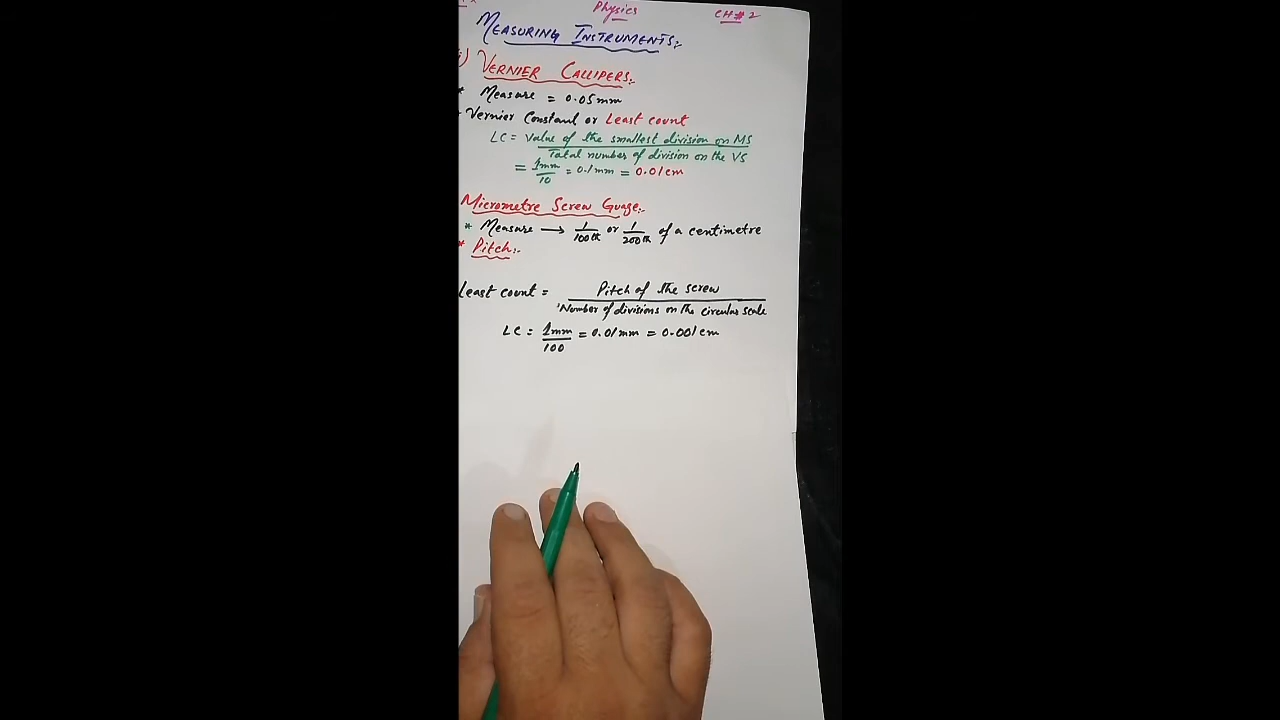 Physics CH#2
MEASURING INSTRUMENTS:-
i) VERNIER CALLIPERS:-
* Measure = 0.05mm
Vernier Constant or Least count
LC = Value of the smallest division on MS
Total number of division on the VS
= 1mm/10 = 0.1mm = 0.01cm
Micrometre Screw Guage:-
* Measure → 1/100th or 1/200th of a centimetre
* Pitch:-
Least count = Pitch of the screw
Number of divisions on the circular scale
LC = 1mm/100 = 0.01mm = 0.001cm